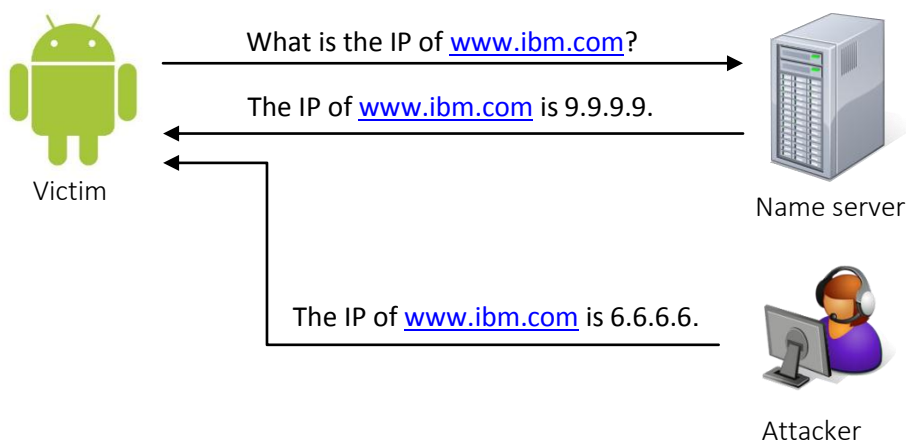 What is the IP of www.ibm.com?
The IP of www.ibm.com is 9.9.9.9.
Victim
Name server
The IP of www.ibm.com is 6.6.6.6.
Attacker